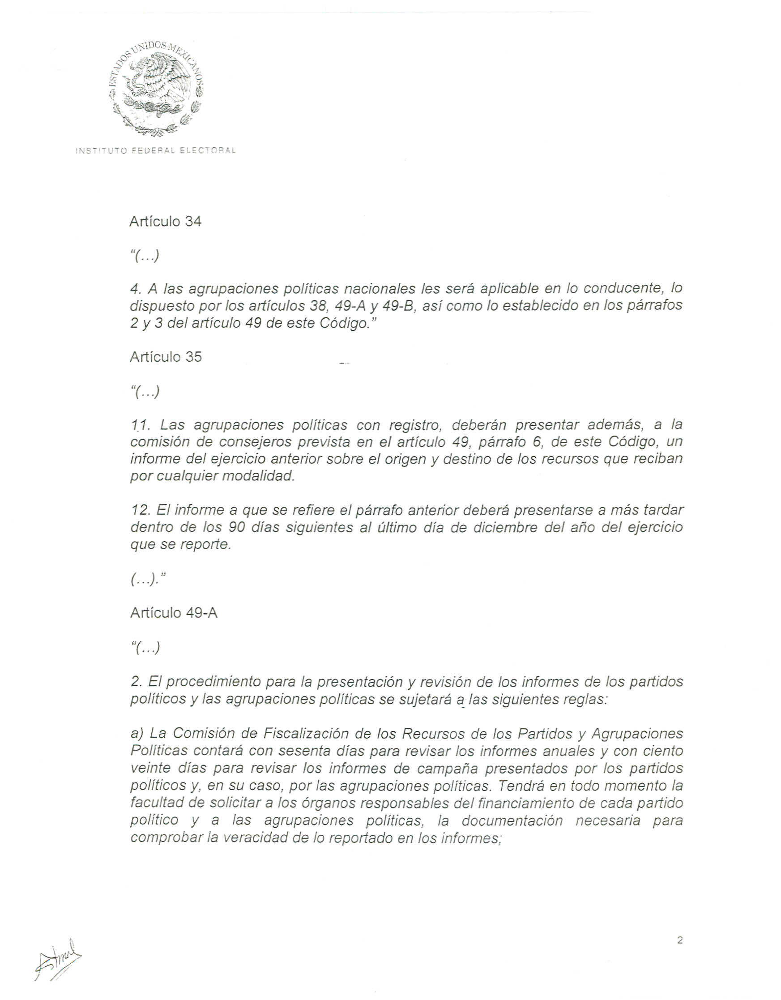 ESTADOS UNIDOS MEXICANOS
INSTITUTO FEDERAL ELECTORAL
Artículo 34
“(...)
4. A las agrupaciones políticas nacionales les será aplicable en lo conducente, lo
dispuesto por los artículos 38, 49-A y 49-B, así como lo establecido en los párrafos
2 y 3 del artículo 49 de este Código.”
Artículo 35
“(...)
11. Las agrupaciones políticas con registro, deberán presentar además, a la
comisión de consejeros prevista en el artículo 49, párrafo 6, de este Código, un
informe del ejercicio anterior sobre el origen y destino de los recursos que reciban
por cualquier modalidad.
12. El informe a que se refiere el párrafo anterior deberá presentarse a más tardar
dentro de los 90 días siguientes al último día de diciembre del año del ejercicio
que se reporte.
(...).”
Artículo 49-A
“(...)
2. El procedimiento para la presentación y revisión de los informes de los partidos
políticos y las agrupaciones políticas se sujetará a las siguientes reglas:
a) La Comisión de Fiscalización de los Recursos de los Partidos y Agrupaciones
Políticas contará con sesenta días para revisar los informes anuales y con ciento
veinte días para revisar los informes de campaña presentados por los partidos
políticos y, en su caso, por las agrupaciones políticas. Tendrá en todo momento la
facultad de solicitar a los órganos responsables del financiamiento de cada partido
político y a las agrupaciones políticas, la documentación necesaria para
comprobar la veracidad de lo reportado en los informes;
2